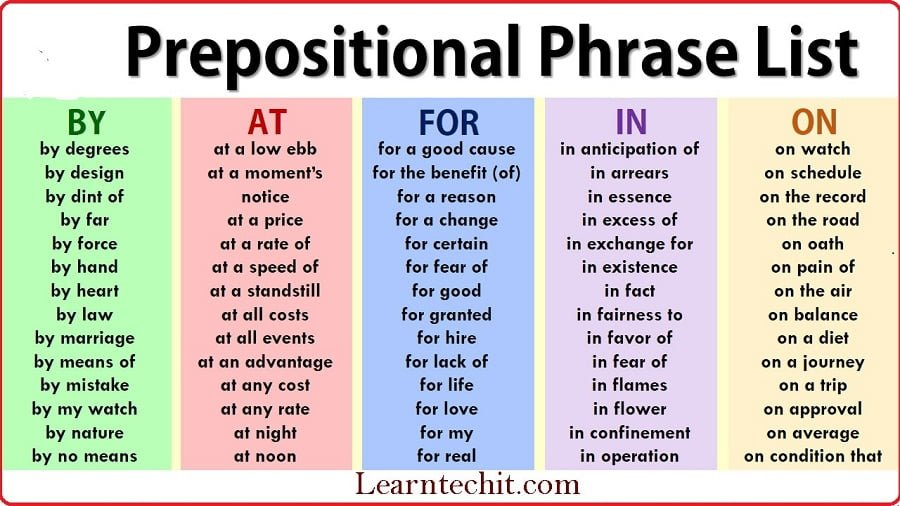 Prepositional Phrase List
BY
by degrees
by design
by dint of
by far
by force
by hand
by heart
by law
by marriage
by means of
by mistake
by my watch
by nature
by no means
AT
at a low ebb
at a moment's
notice
at a price
at a rate of
at a speed of
at a standstill
at all costs
at all events
at an advantage
at any cost
at any rate
at night
at noon
FOR
for a good cause
for the benefit (of)
for a reason
for a change
for certain
for fear of
for good
for granted
for hire
for lack of
for life
for love
for my
for real
IN
in anticipation of
in arrears
in essence
in excess of
in exchange for
in existence
in fact
in fairness to
in favor of
in fear of
in flames
in flower
in confinement
in operation
ON
on watch
on schedule
on the record
on the road
on oath
on pain of
on the air
on balance
on a diet
on a journey
on a trip
on approval
on average
on condition that
Learntechit.com